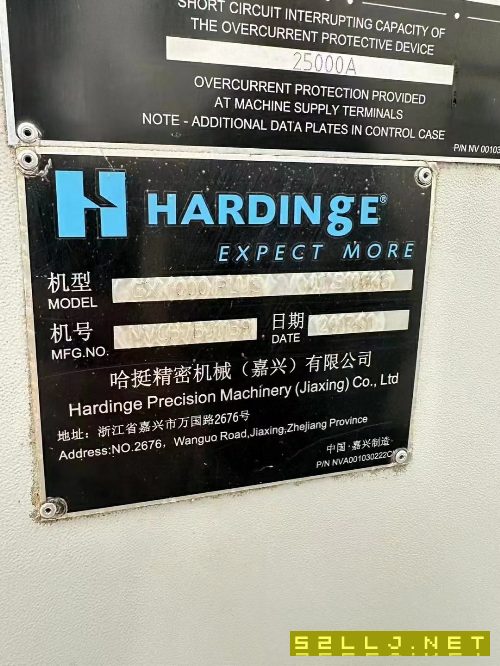 SHORT CIRCUIT INTERRUPTING CAPACITY OF
THE OVERCURRENT PROTECTIVE DEVICE
25000A
OVERCURRENT PROTECTION PROVIDED
AT MACHINE SUPPLY TERMINALS
NOTE - ADDITIONAL DATA PLATES IN CONTROL CASE
P/N NV 00103
HARDINGE®
EXPECT MORE
机型
MODEL
机号 日期
MFG.NO. DATE
哈挺精密机械（嘉兴）有限公司
Hardinge Precision Machinery (Jiaxing) Co., Ltd
地址: 浙江省嘉兴市万国路2676号
Address:NO.2676, Wanguo Road,Jiaxing,Zhejiang Province
中国·嘉兴制造
P/N NVA001030222C
52LLJ.NET